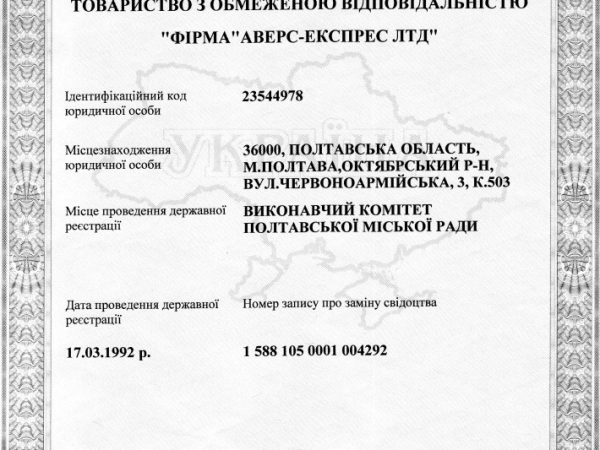 ТОВАРИСТВО З ОБМЕЖЕНОЮ ВІДПОВІДАЛЬНІСТЮ
"ФІРМА"АВЕРС-ЕКСПРЕС ЛТД"
Ідентифікаційний код
юридичної особи
23544978
УКРАЇНА
Місцезнаходження
юридичної особи
36000, ПОЛТАВСЬКА ОБЛАСТЬ,
М.ПОЛТАВА,ОКТЯБРСЬКИЙ Р-Н,
ВУЛ.ЧЕРВОНОАРМІЙСЬКА, 3, К.503
Місце проведення державної
реєстрації
ВИКОНАВЧИЙ КОМІТЕТ
ПОЛТАВСЬКОЇ МІСЬКОЇ РАДИ
Дата проведення державної
реєстрації
Номер запису про заміну свідоцтва
17.03.1992 р.
1 588 105 0001 004292